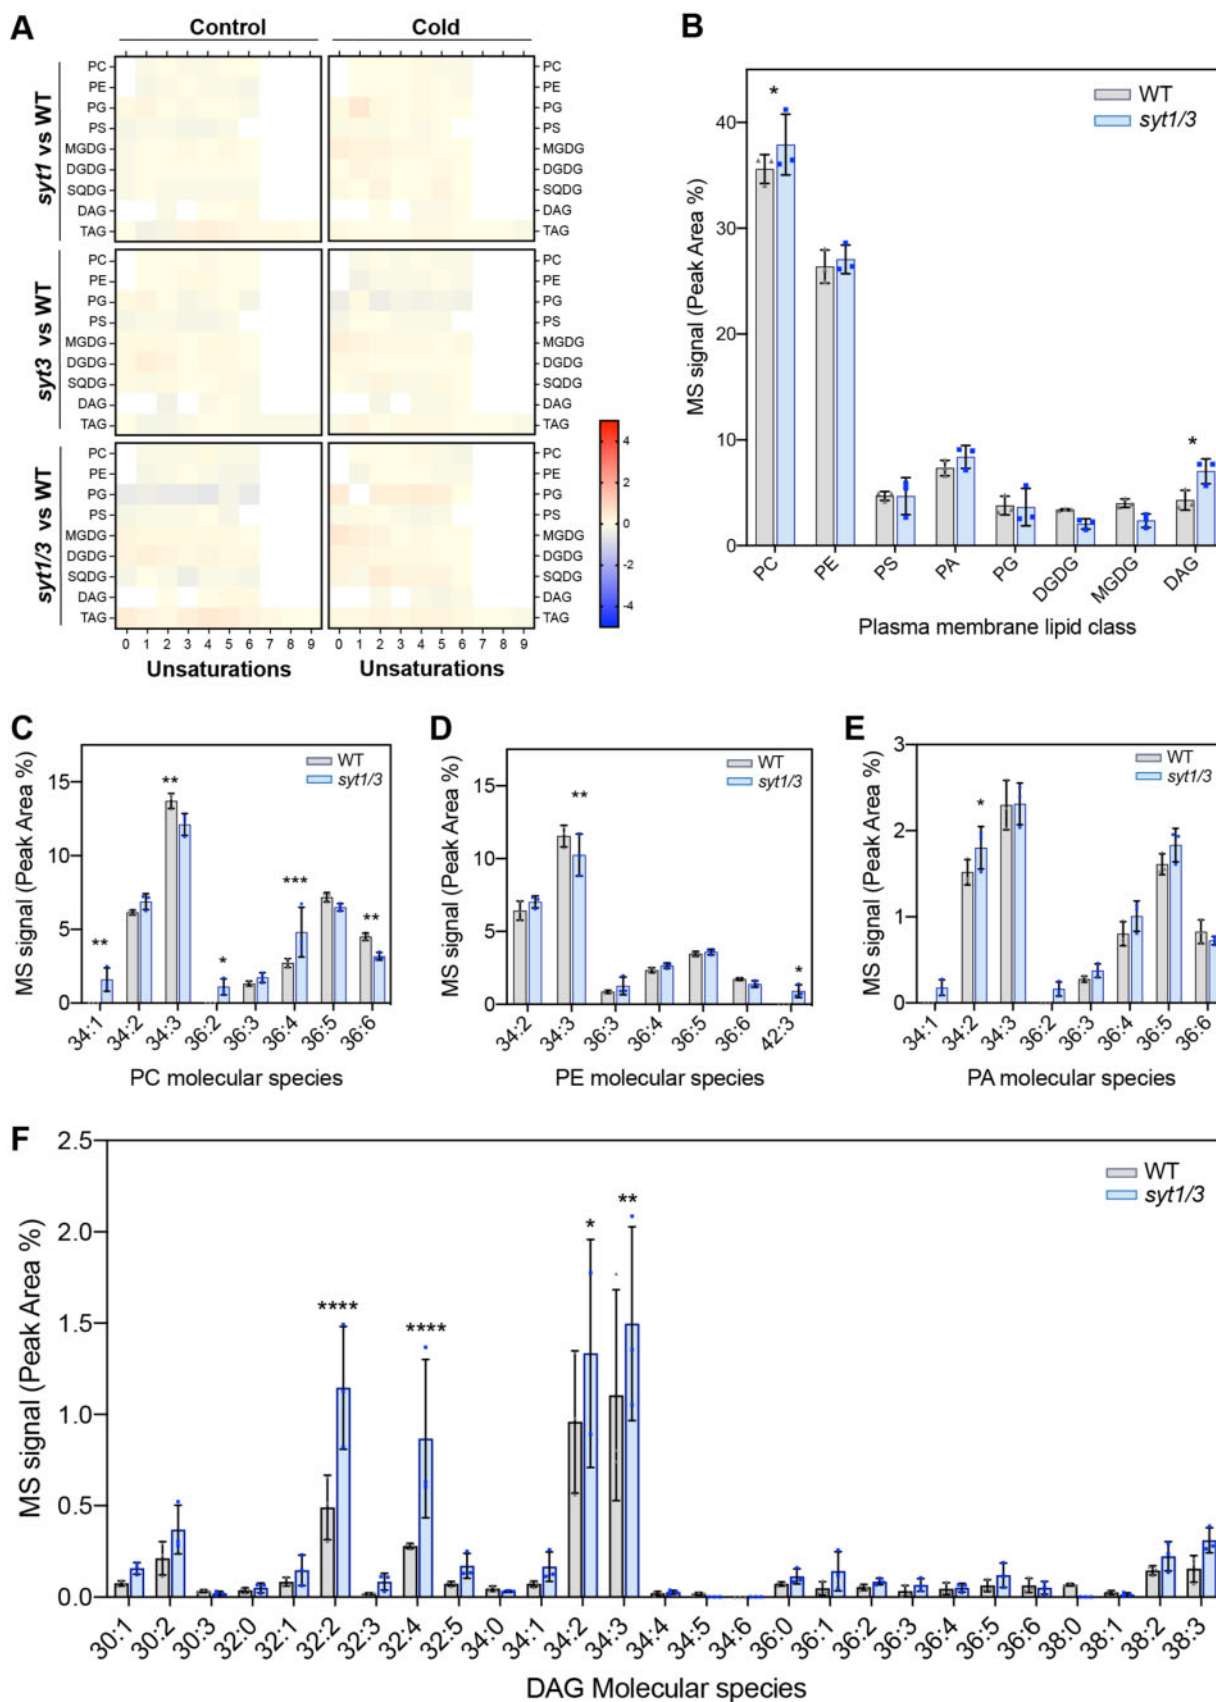 A
Control
Cold
syt1 vs WT
PC
PE
PG
PS
MGDG
DGDG
SQDG
DAG
TAG
PC
PE
PG
PS
MGDG
DGDG
SQDG
DAG
TAG
syt3 vs WT
PC
PE
PG
PS
MGDG
DGDG
SQDG
DAG
TAG
PC
PE
PG
PS
MGDG
DGDG
SQDG
DAG
TAG
syt1/3 vs WT
PC
PE
PG
PS
MGDG
DGDG
SQDG
DAG
TAG
PC
PE
PG
PS
MGDG
DGDG
SQDG
DAG
TAG
4
2
0
-2
-4
0 1 2 3 4 5 6 7 8 9
0 1 2 3 4 5 6 7 8 9
Unsaturations
Unsaturations
B
MS signal (Peak Area %)
40
30
20
10
0
WT
syt1/3
*
*
PC PE PS PA PG DGDG MGDG DAG
Plasma membrane lipid class
C
MS signal (Peak Area %)
15
10
5
0
WT
syt1/3
**
**
*
***
**
34:1 34:2 34:3 36:2 36:3 36:4 36:5 36:6
PC molecular species
D
MS signal (Peak Area %)
15
10
5
0
WT
syt1/3
**
*
34:2 34:3 36:3 36:4 36:5 36:6 42:3
PE molecular species
E
MS signal (Peak Area %)
3
2
1
0
WT
syt1/3
*
34:1 34:2 34:3 36:2 36:3 36:4 36:5 36:6
PA molecular species
F
MS signal (Peak Area %)
2.5
2.0
1.5
1.0
0.5
0.0
WT
syt1/3
****
****
*
**
30:1 30:2 30:3 32:0 32:1 32:2 32:3 32:4 32:5 34:0 34:1 34:2 34:3 34:4 34:5 34:6 36:0 36:1 36:2 36:3 36:4 36:5 36:6 38:0 38:1 38:2 38:3
DAG Molecular species